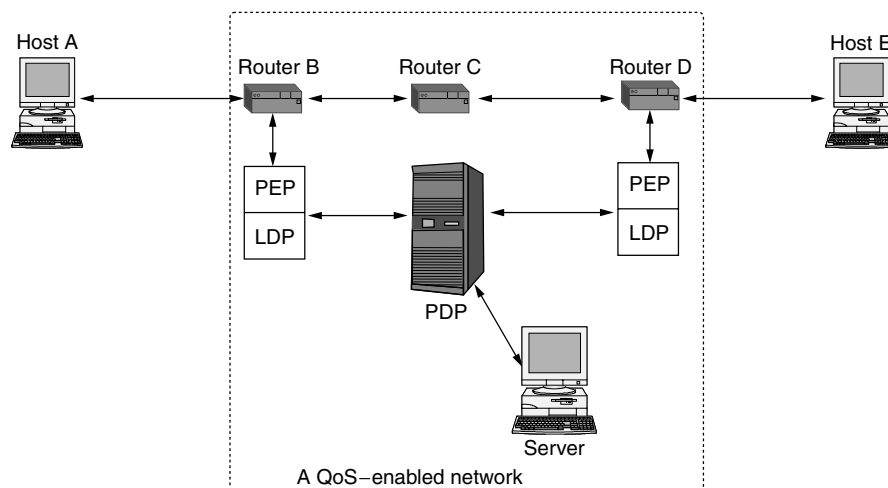 Host A
Host E
Router B
Router C
Router D
PEP
LDP
PEP
LDP
PDP
Server
A QoS–enabled network